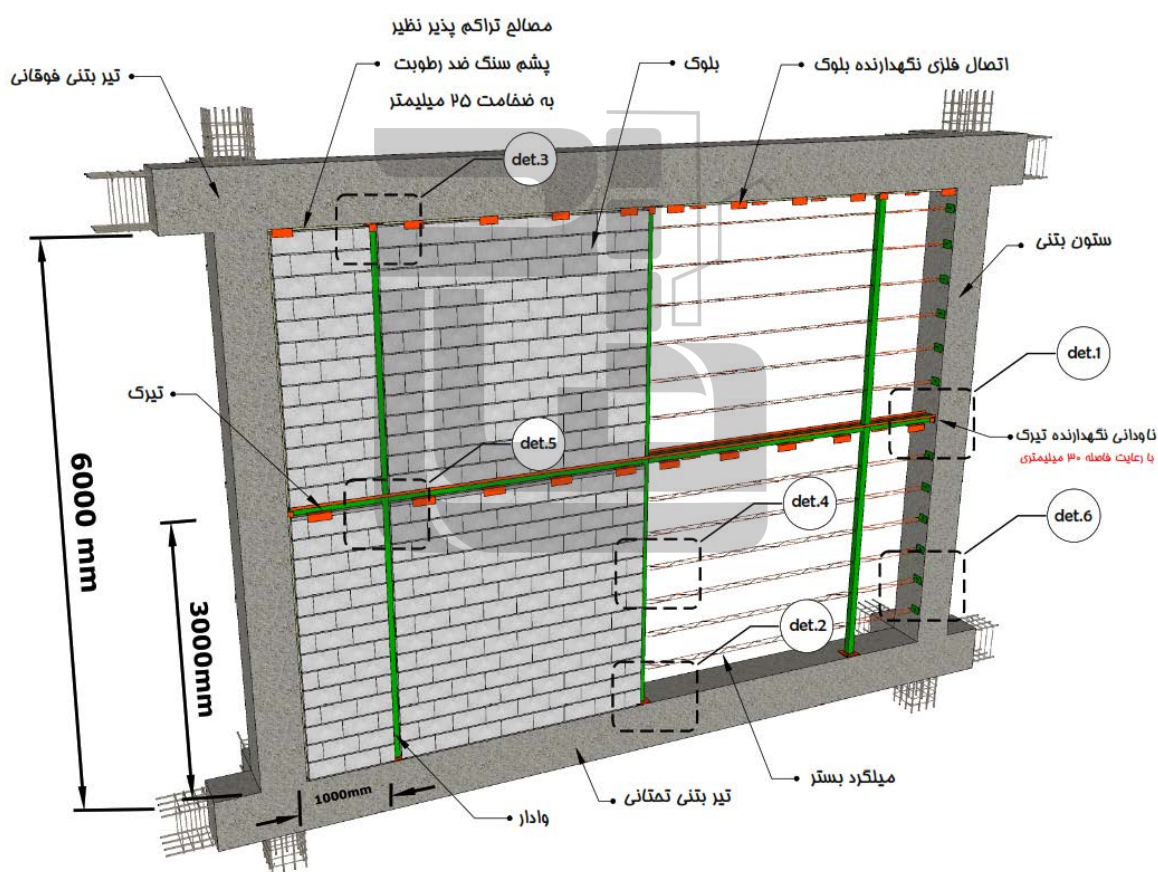 مصالح تراکم پذیر نظیر
پشم سنگ ضد رطوبت
به ضخامت ۲۵ میلیمتر
بلوک
اتصال فلزی نگهدارنده بلوک
تیر بتنی فوقانی
det.3
ستون بتنی
det.1
تیرک
det.5
ناودانی نگهدارنده تیرک
با رعایت فاصله ۳۰ میلیمتری
6000 mm
det.4
det.6
3000mm
det.2
میلگرد بستر
1000mm
تیر بتنی تحتانی
وادار